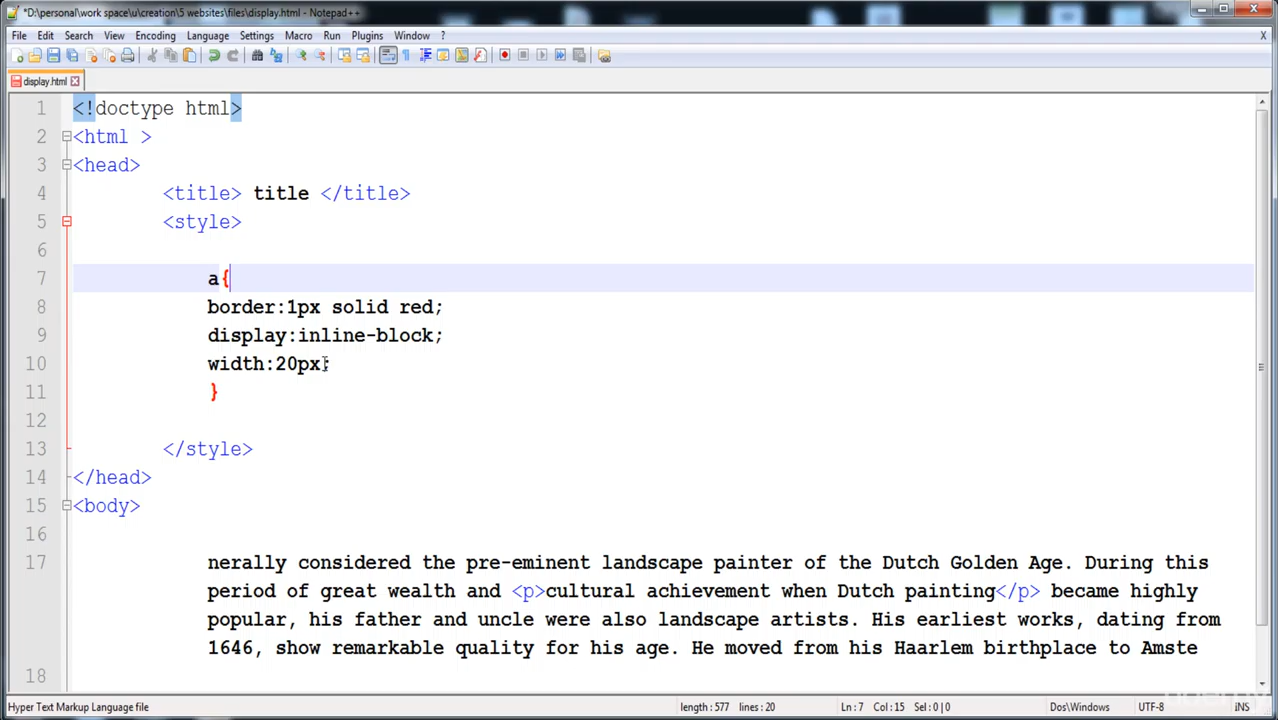 *D:\personal\work space\u\creation\5 websites\files\display.html - Notepad++
File Edit Search View Encoding Language Settings Macro Run Plugins Window ? X
display.html
1 <!doctype html>
2 <html >
3 <head>
4 <title> title </title>
5 <style>
6
7 a{
8 border:1px solid red;
9 display:inline-block;
10 width:20px;
11 }
12
13 </style>
14 </head>
15 <body>
16
17 nerally considered the pre-eminent landscape painter of the Dutch Golden Age. During this
period of great wealth and <p>cultural achievement when Dutch painting</p> became highly
popular, his father and uncle were also landscape artists. His earliest works, dating from
1646, show remarkable quality for his age. He moved from his Haarlem birthplace to Amste
18
Hyper Text Markup Language file length : 577 lines : 20 Ln : 7 Col : 15 Sel : 0 | 0 Dos\Windows UTF-8 INS
udemy